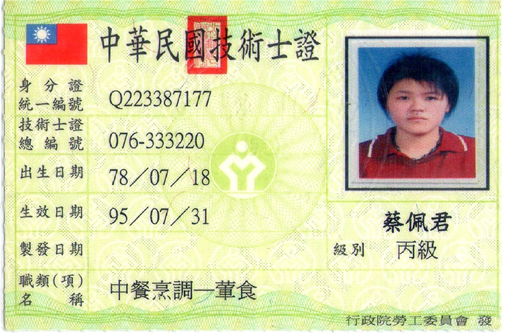 中華民國技術士證
身分證
統一編號 Q223387177
技術士證
總編號 076-333220
出生日期 78/07/18
生效日期 95/07/31
製發日期
職類(項)
名稱 中餐烹調—葷食
蔡佩君
級別 丙級
行政院勞工委員會 發